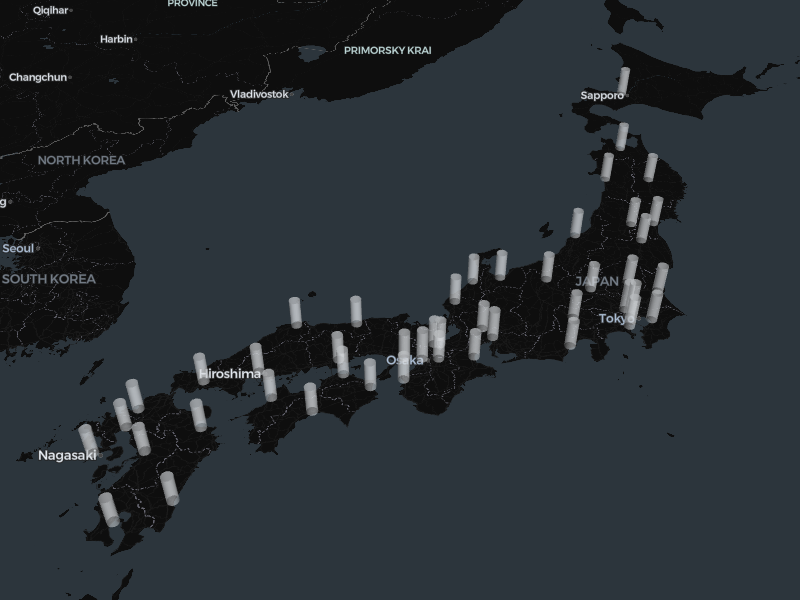 PROVINCE
Qiqihar
Harbin
PRIMORSKY KRAI
Changchun
Vladivostok
Sapporo
NORTH KOREA
g
Seoul
SOUTH KOREA
JAPAN
Tokyo
Osaka
Hiroshima
Nagasaki